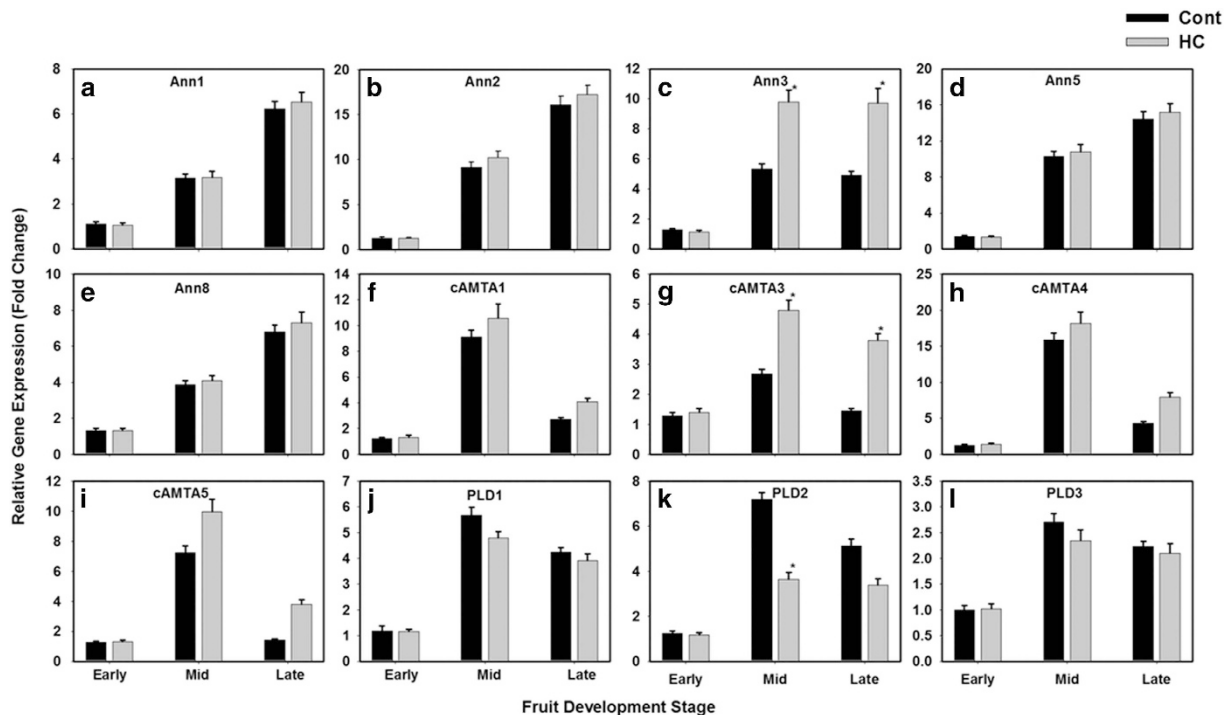 Cont
HC
Relative Gene Expression (Fold Change)
a
Ann1
8
6
4
2
0
b
Ann2
20
15
10
5
0
c
Ann3
12
10
8
6
4
2
0
*
*
d
Ann5
20
16
12
8
4
0
e
Ann8
10
8
6
4
2
0
f
cAMTA1
14
12
10
8
6
4
2
0
g
cAMTA3
6
5
4
3
2
1
0
*
*
h
cAMTA4
25
20
15
10
5
0
i
cAMTA5
12
10
8
6
4
2
0
Early
Mid
Late
j
PLD1
7
6
5
4
3
2
1
0
Early
Mid
Late
k
PLD2
8
6
4
2
0
*
Early
Mid
Late
l
PLD3
3.5
3.0
2.5
2.0
1.5
1.0
0.5
0.0
Early
Mid
Late
Fruit Development Stage